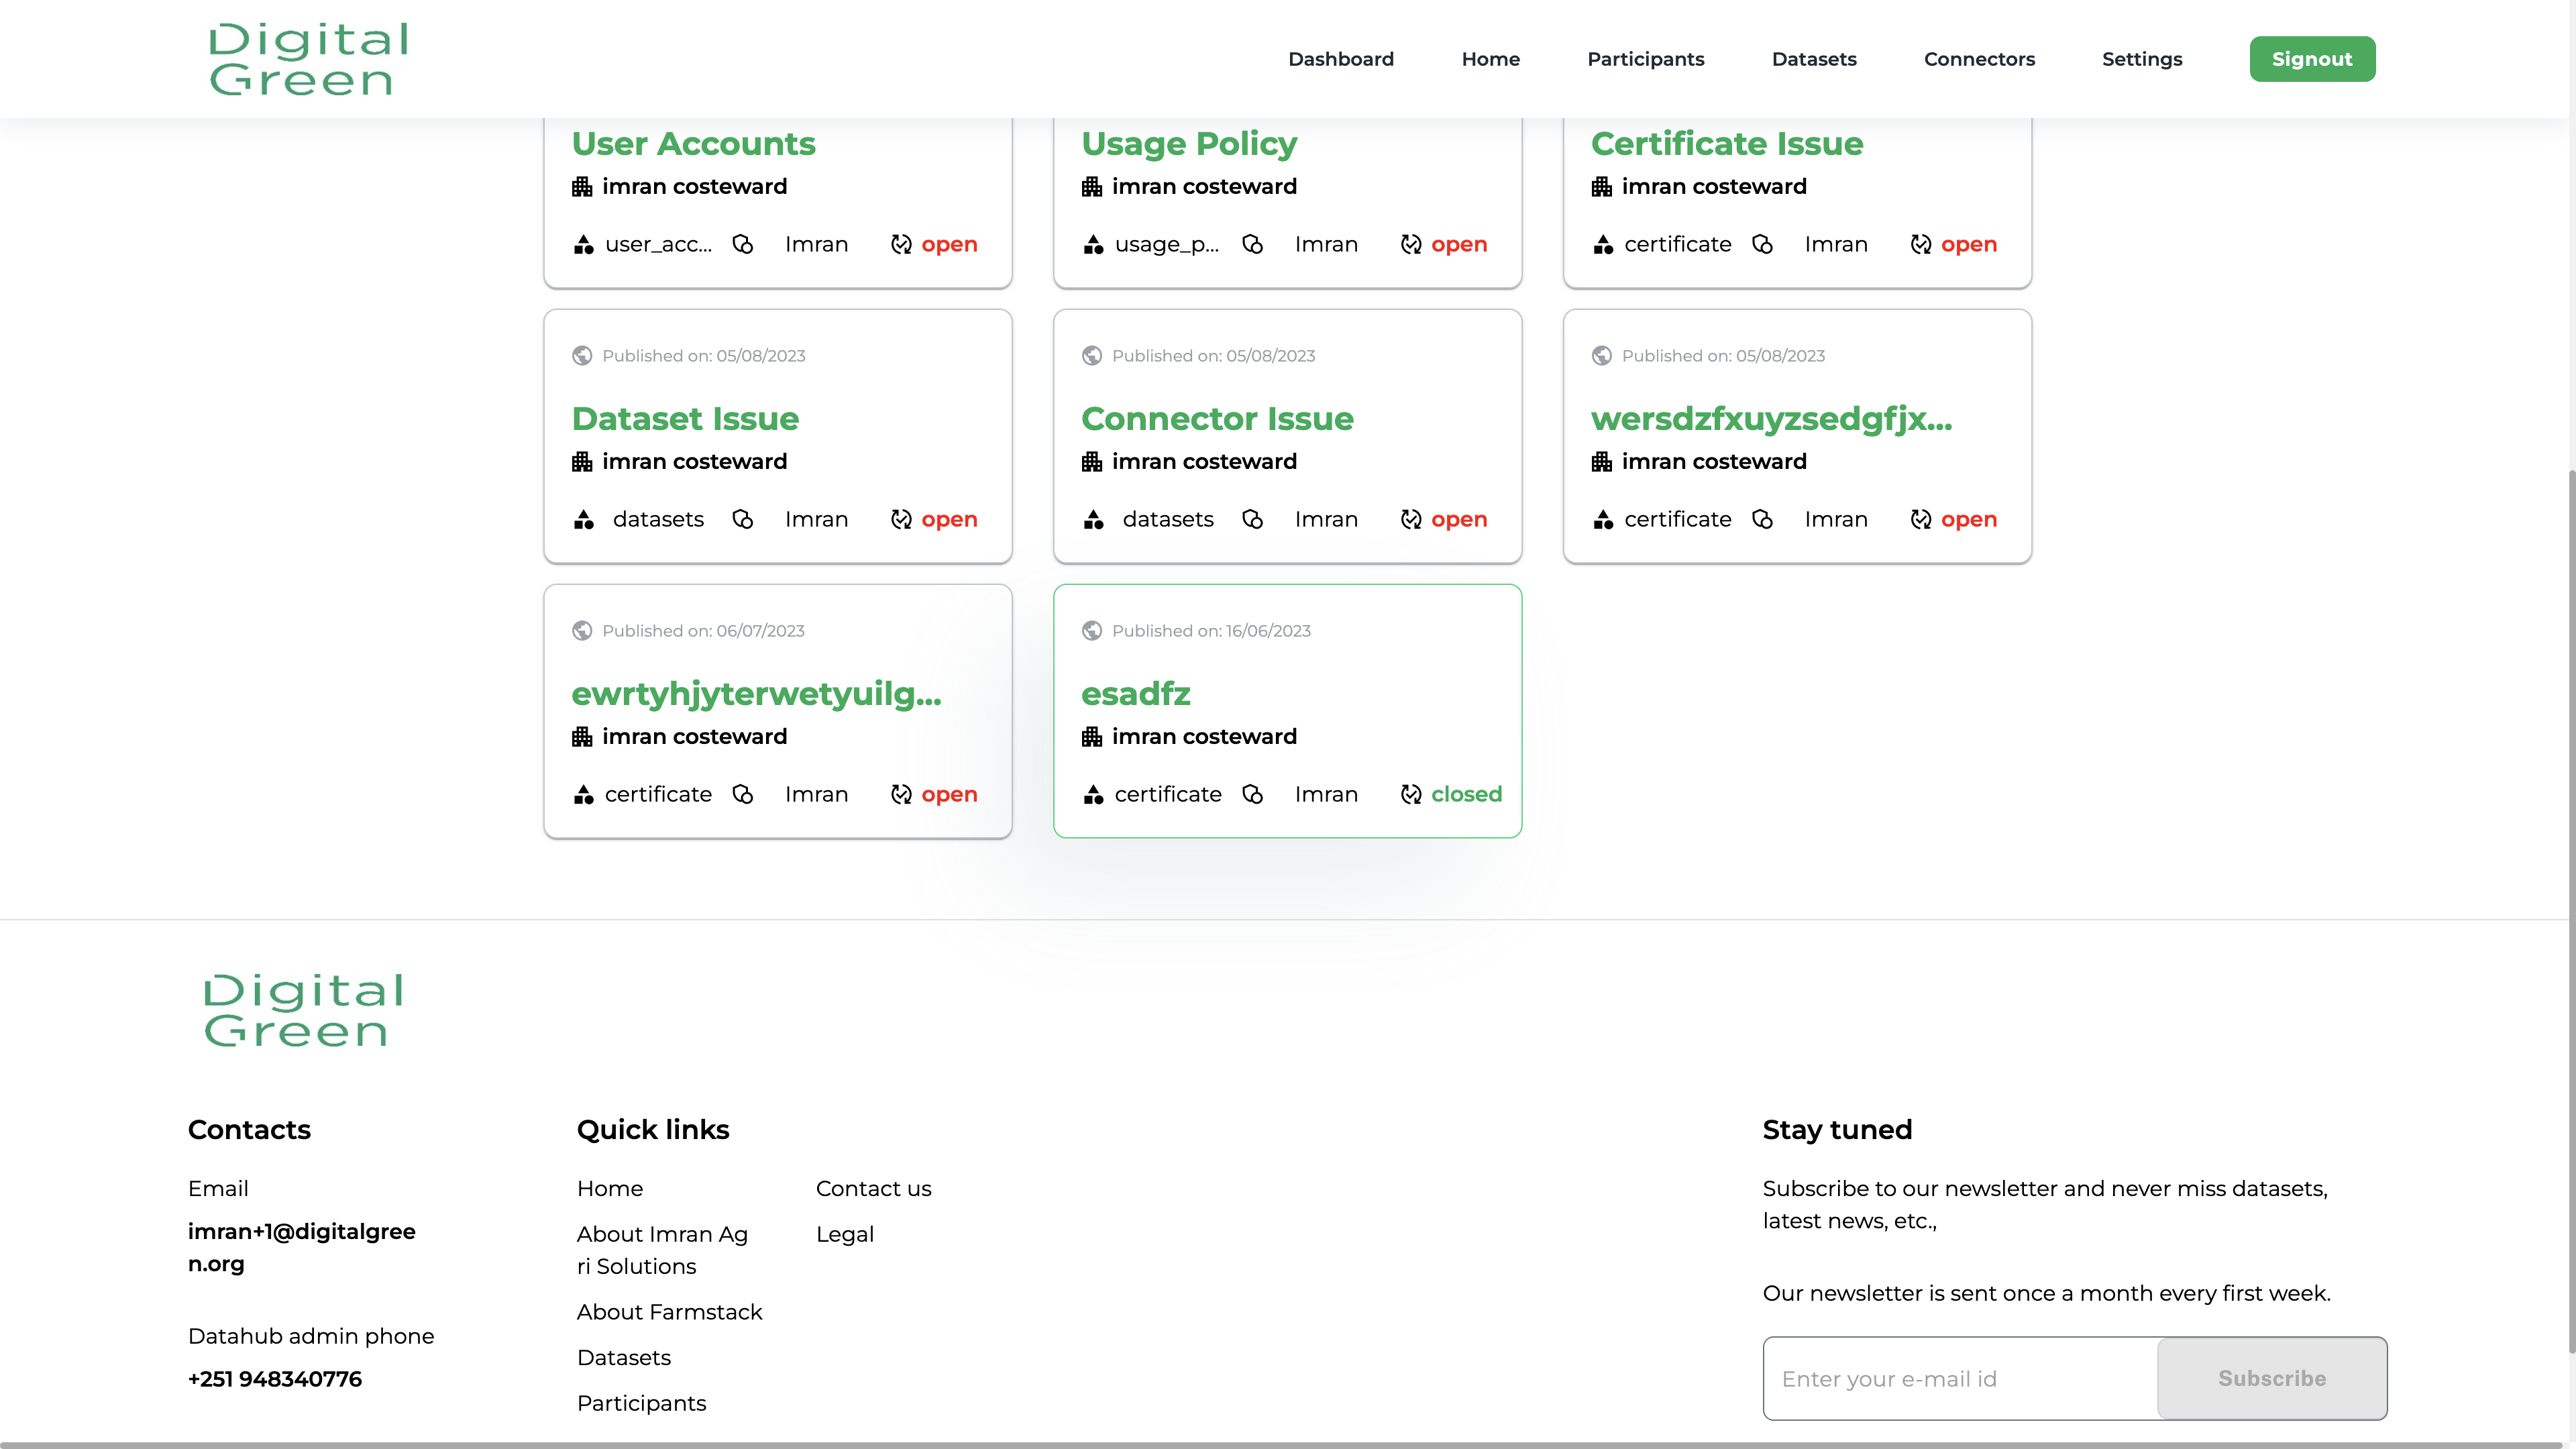 Digital
Green
Dashboard Home Participants Datasets Connectors Settings Signout
User Accounts Usage Policy Certificate Issue
imran costeward imran costeward imran costeward
user_acc... Imran open usage_p... Imran open certificate Imran open
Published on: 05/08/2023 Published on: 05/08/2023 Published on: 05/08/2023
Dataset Issue Connector Issue wersdzfxuyzsedgfjx...
imran costeward imran costeward imran costeward
datasets Imran open datasets Imran open certificate Imran open
Published on: 06/07/2023 Published on: 16/06/2023
ewrtyhjyterwetyuilg... esadfz
imran costeward imran costeward
certificate Imran open certificate Imran closed
Digital
Green
Contacts
Email
imran+1@digitalgree
n.org
Datahub admin phone
+251 948340776
Quick links
Home
About Imran Ag
ri Solutions
About Farmstack
Datasets
Participants
Contact us
Legal
Stay tuned
Subscribe to our newsletter and never miss datasets,
latest news, etc.,
Our newsletter is sent once a month every first week.
Enter your e-mail id Subscribe